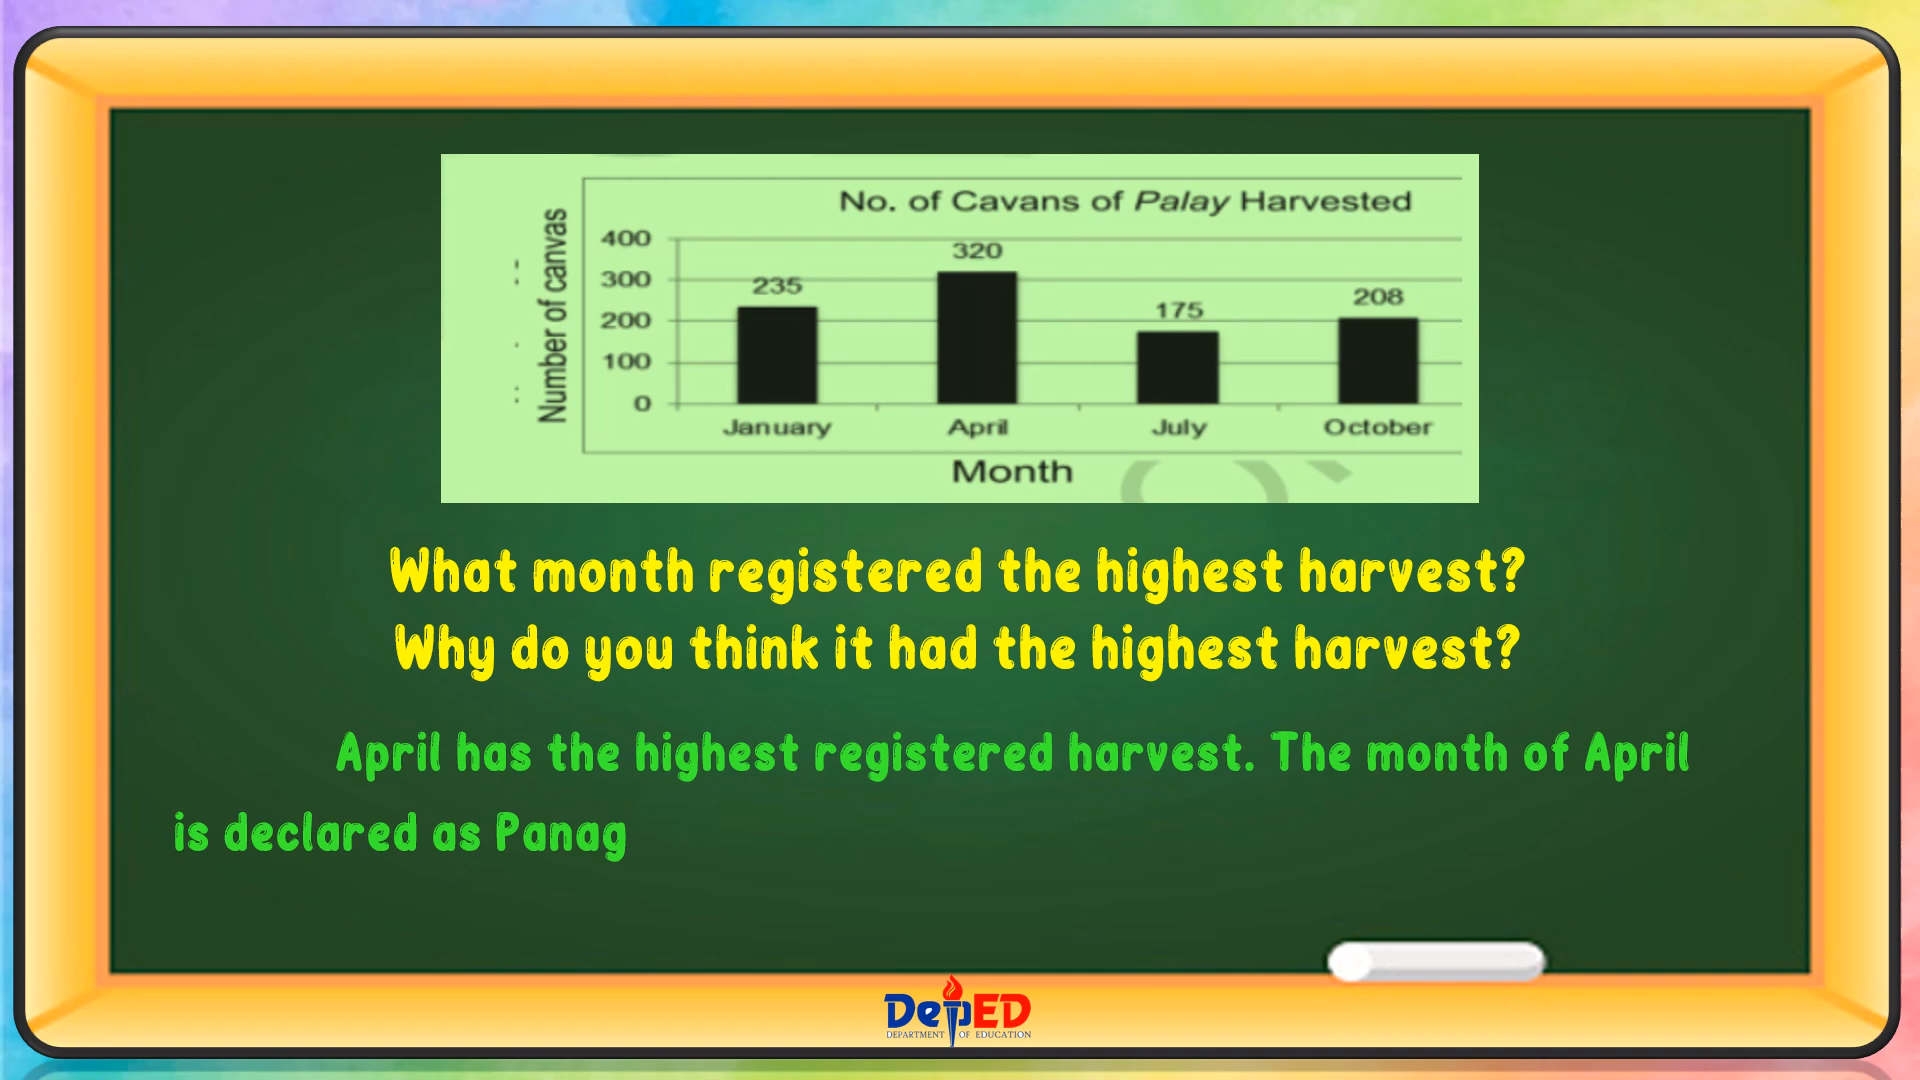 No. of Cavans of Palay Harvested
Number of canvas
400
300
200
100
0
235
320
175
208
January
April
July
October
Month
What month registered the highest harvest?
Why do you think it had the highest harvest?
April has the highest registered harvest. The month of April
is declared as Panag
DepED
DEPARTMENT OF EDUCATION